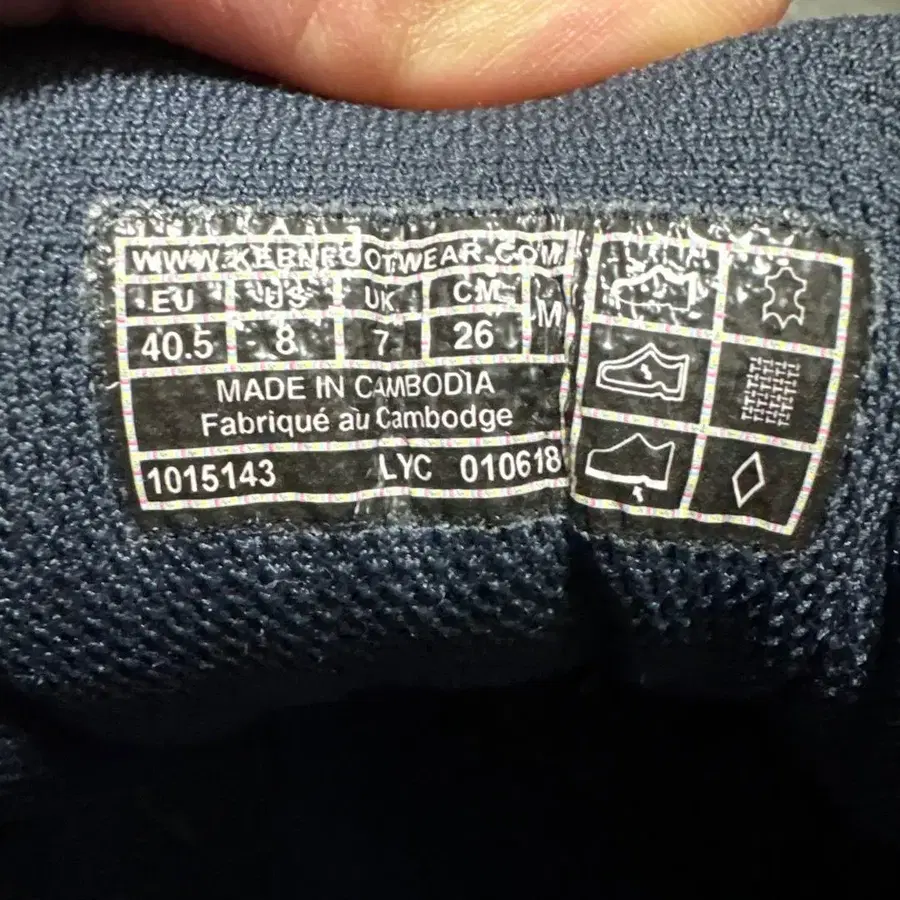 WWW.KEENFOOTWEAR.COM
EU US UK CM M
40.5 8 7 26
MADE IN CAMBODIA
Fabriqué au Cambodge
1015143 LYC 010618